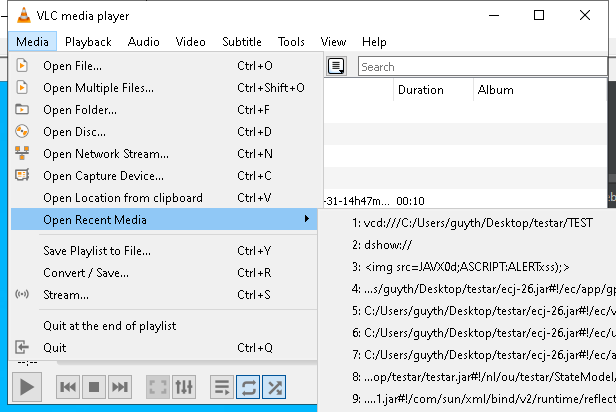 VLC media player
Media Playback Audio Video Subtitle Tools View Help
Open File... Ctrl+O
Open Multiple Files... Ctrl+Shift+O
Open Folder... Ctrl+F
Open Disc... Ctrl+D
Open Network Stream... Ctrl+N
Open Capture Device... Ctrl+C
Open Location from clipboard Ctrl+V
Open Recent Media
Save Playlist to File... Ctrl+Y
Convert / Save... Ctrl+R
Stream... Ctrl+S
Quit at the end of playlist
Quit Ctrl+Q
Search
Duration Album
-31-14h47m... 00:10
1: vcd:///C:/Users/guyth/Desktop/testar/TEST
2: dshow://
3: <img src=JAVX0d;ASCRIPT:ALERTxss);>
4: ...s/guyth/Desktop/testar/ecj-26.jar#!/ec/app/gp
5: C:/Users/guyth/Desktop/testar/ecj-26.jar#!/ec/v
6: C:/Users/guyth/Desktop/testar/ecj-26.jar#!/ec/u
7: C:/Users/guyth/Desktop/testar/ecj-26.jar#!/ec/a
8: ...op/testar/testar.jar#!/nl/ou/testar/StateModel/
9: ....1.jar#!/com/sun/xml/bind/v2/runtime/reflect
--:--